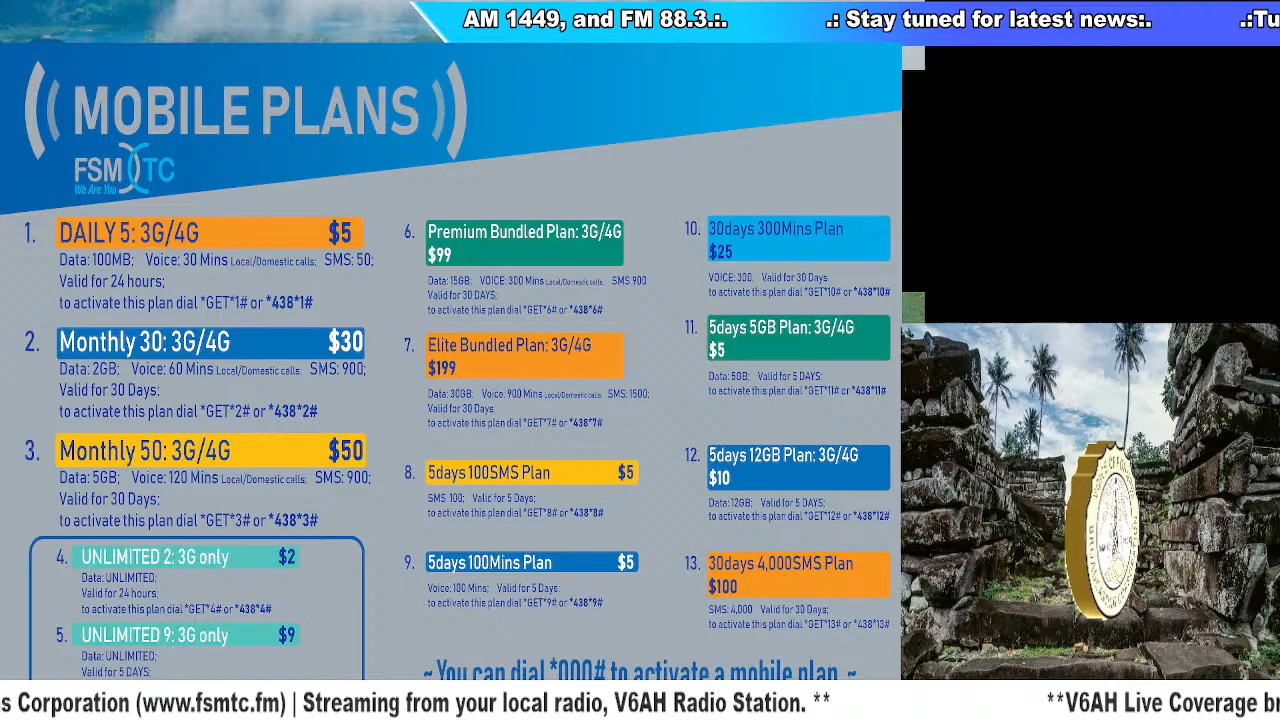 AM 1449, and FM 88.3.:. .: Stay tuned for latest news:. .:Tu
MOBILE PLANS
FSMTC
We Are You
1. DAILY 5: 3G/4G $5
Data: 100MB; Voice: 30 Mins Local/Domestic calls; SMS: 50;
Valid for 24 hours;
to activate this plan dial *GET*1# or *438*1#
2. Monthly 30: 3G/4G $30
Data: 2GB; Voice: 60 Mins Local/Domestic calls. SMS: 900;
Valid for 30 Days;
to activate this plan dial *GET*2# or *438*2#
3. Monthly 50: 3G/4G $50
Data: 5GB; Voice: 120 Mins Local/Domestic calls. SMS: 900;
Valid for 30 Days;
to activate this plan dial *GET*3# or *438*3#
4. UNLIMITED 2: 3G only $2
Data: UNLIMITED;
Valid for 24 hours;
to activate this plan dial *GET*4# or *438*4#
5. UNLIMITED 9: 3G only $9
Data: UNLIMITED;
Valid for 5 DAYS;
6. Premium Bundled Plan: 3G/4G
$99
Data: 15GB; VOICE: 300 Mins Local/Domestic calls. SMS 900
Valid for 30 DAYS;
to activate this plan dial *GET*6# or *438*6#
7. Elite Bundled Plan: 3G/4G
$199
Data: 30GB; Voice: 900 Mins Local/Domestic calls. SMS: 1500;
Valid for 30 Days;
to activate this plan dial *GET*7# or *438*7#
8. 5days 100SMS Plan $5
SMS 100; Valid for 5 Days;
to activate this plan dial *GET*8# or *438*8#
9. 5days 100Mins Plan $5
Voice: 100 Mins; Valid for 5 Days;
to activate this plan dial *GET*9# or *438*9#
10. 30days 300Mins Plan
$25
VOICE: 300 Valid for 30 Days;
to activate this plan dial *GET*10# or *438*10#
11. 5days 5GB Plan: 3G/4G
$5
Data: 5GB; Valid for 5 DAYS;
to activate this plan dial *GET*11# or *438*11#
12. 5days 12GB Plan: 3G/4G
$10
Data: 12GB; Valid for 5 DAYS;
to activate this plan dial *GET*12# or *438*12#
13. 30days 4,000SMS Plan
$100
SMS: 4,000 Valid for 30 Days;
to activate this plan dial *GET*13# or *438*13#
~ You can dial *000# to activate a mobile plan ~
s Corporation (www.fsmtc.fm) | Streaming from your local radio, V6AH Radio Station. ** **V6AH Live Coverage br